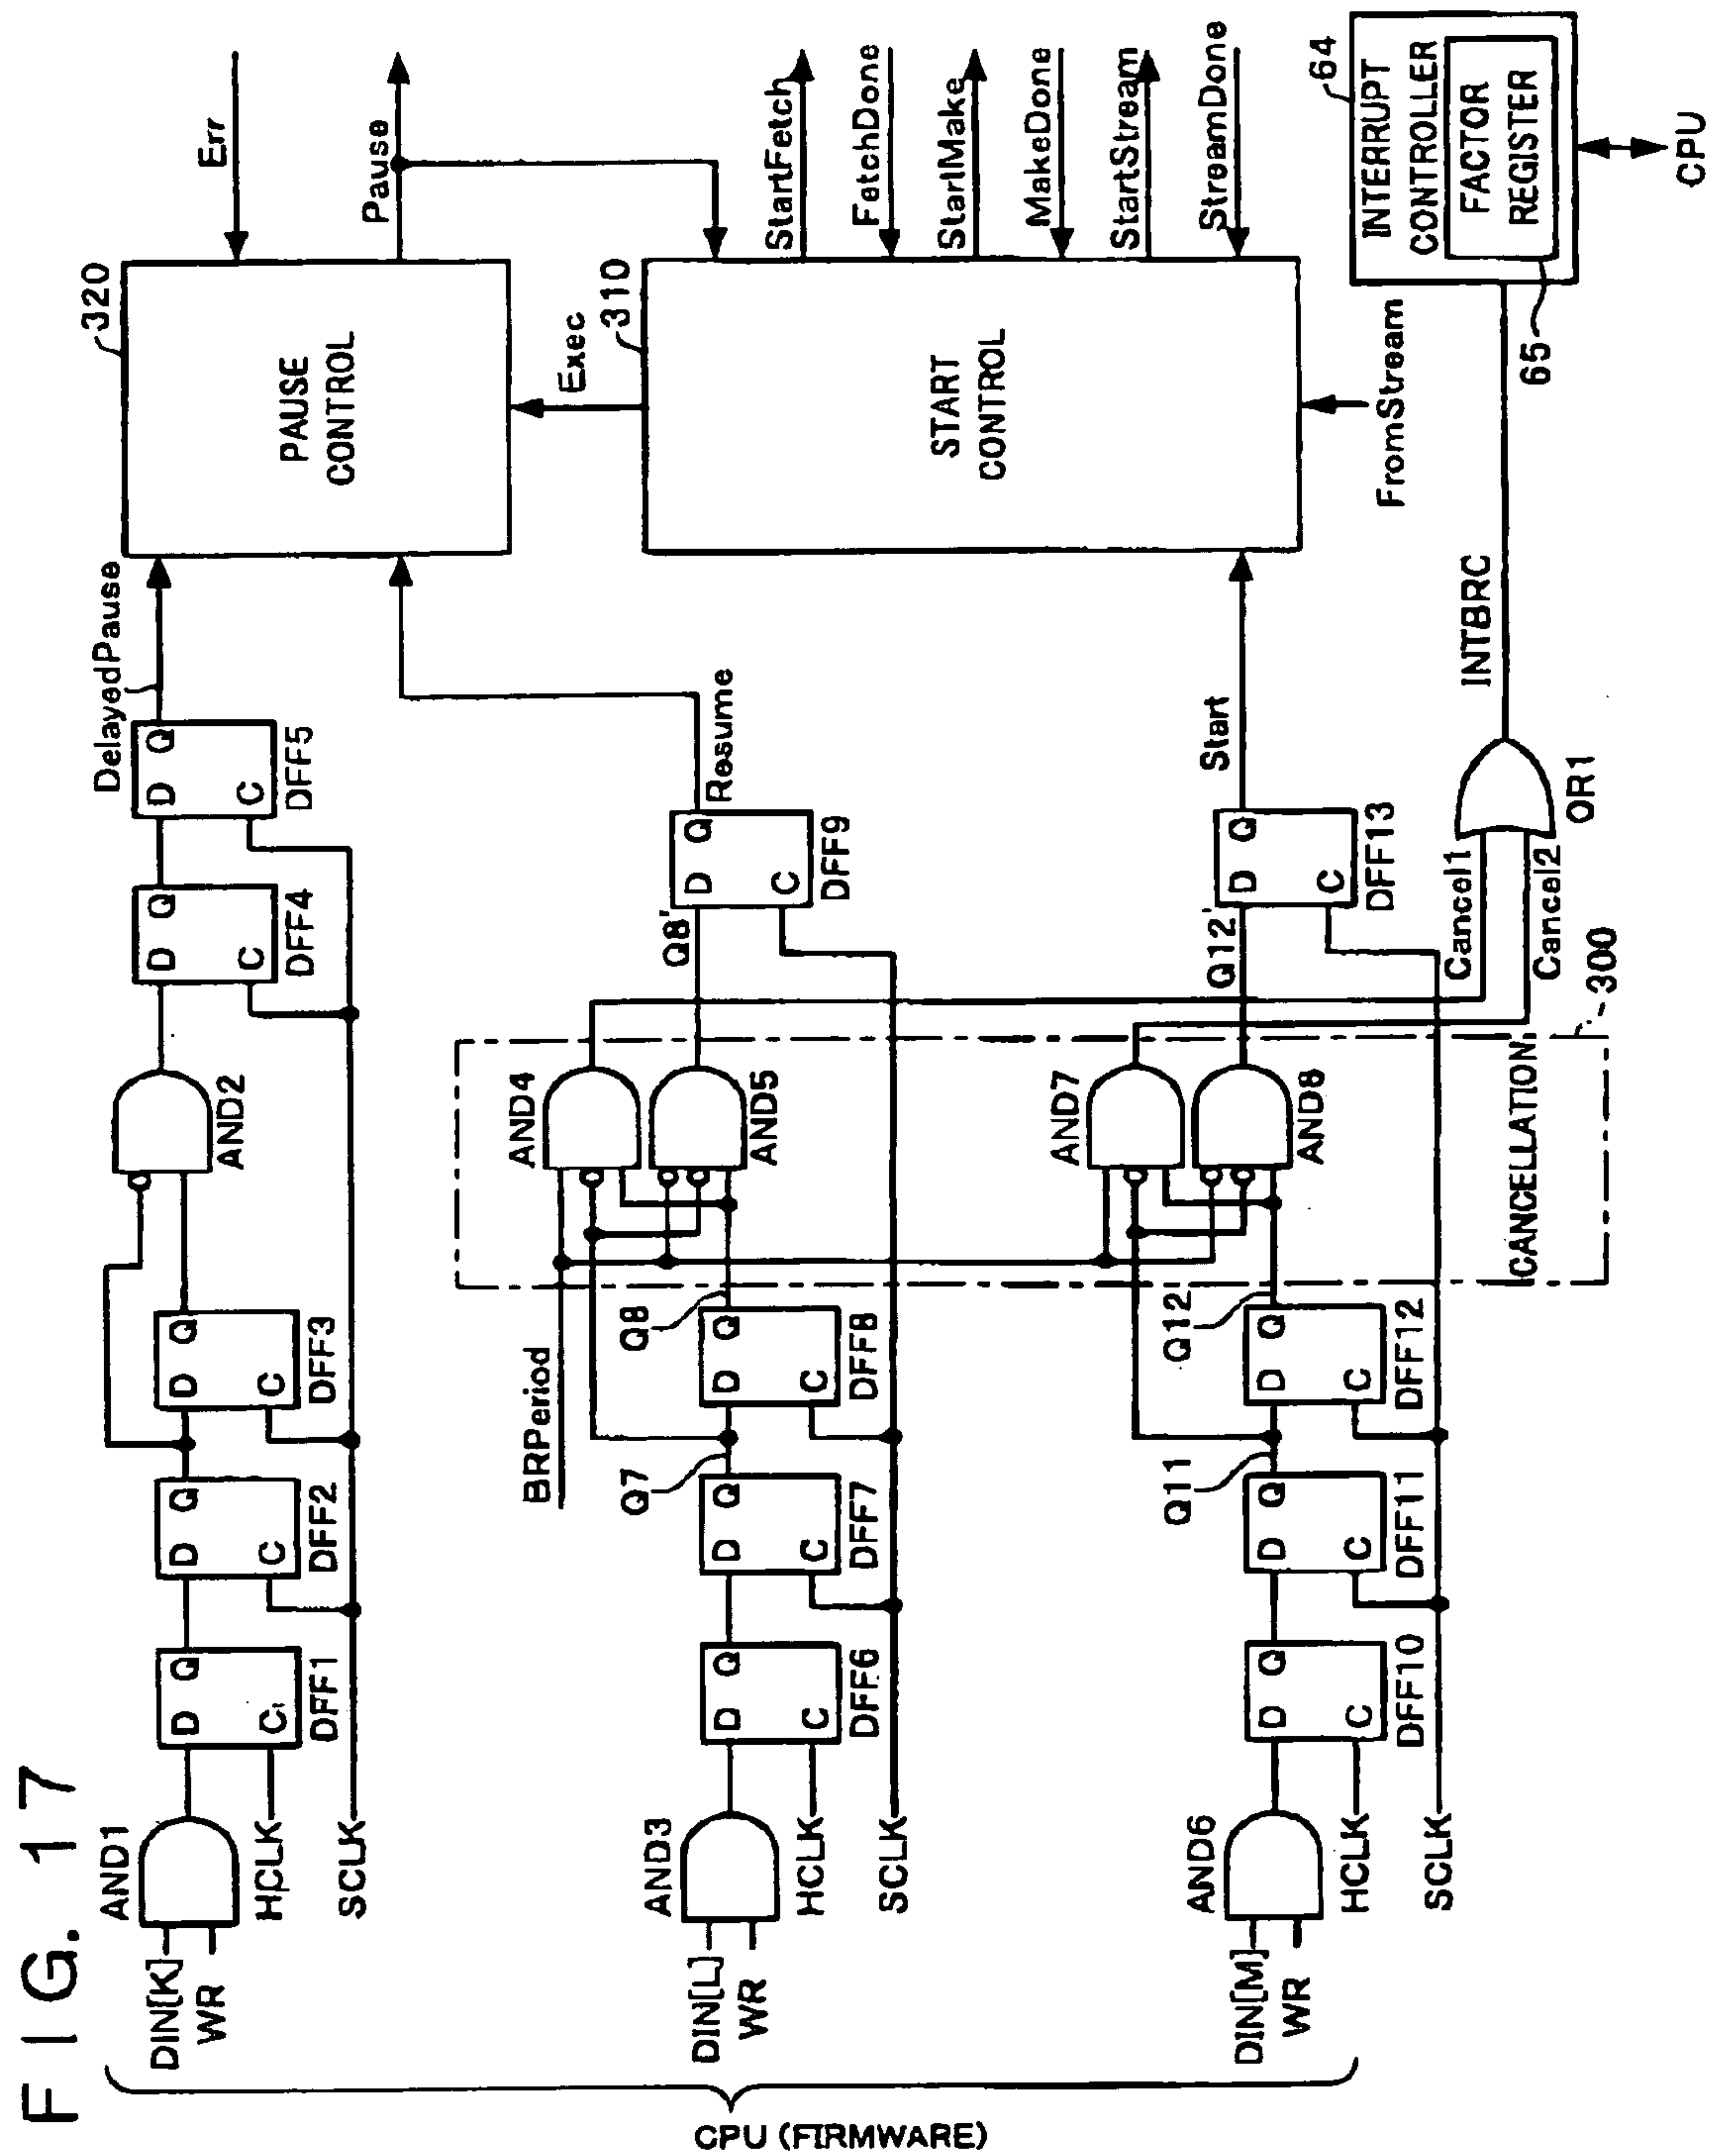 FIG. 17
CPU (FIRMWARE)
DIN[K]
WR
AND1
HCLK
SCLK
D Q
C
DFF1
D Q
C
DFF2
D Q
C
DFF3
AND2
D Q
C
DFF4
D Q
C
DFF5
DelayedPause
320
PAUSE
CONTROL
Err
Pause
DIN[L]
WR
AND3
HCLK
SCLK
D Q
C
DFF6
D Q
C
DFF7
Q7
BRPeriod
D Q
C
DFF8
Q8
AND4
AND5
Q8'
D Q
C
DFF9
Resume
Exec
310
START
CONTROL
StartFetch
FetchDone
StartMake
MakeDone
StartStream
StreamDone
FromStream
DIN[M]
WR
AND6
HCLK
SCLK
D Q
C
DFF10
D Q
C
DFF11
Q11
D Q
C
DFF12
Q12
AND7
AND8
CANCELLATION
300
Q12'
D Q
C
DFF13
Start
Cancel1
Cancel2
OR1
INTBRC
64
INTERRUPT
CONTROLLER
FACTOR
REGISTER
65
CPU